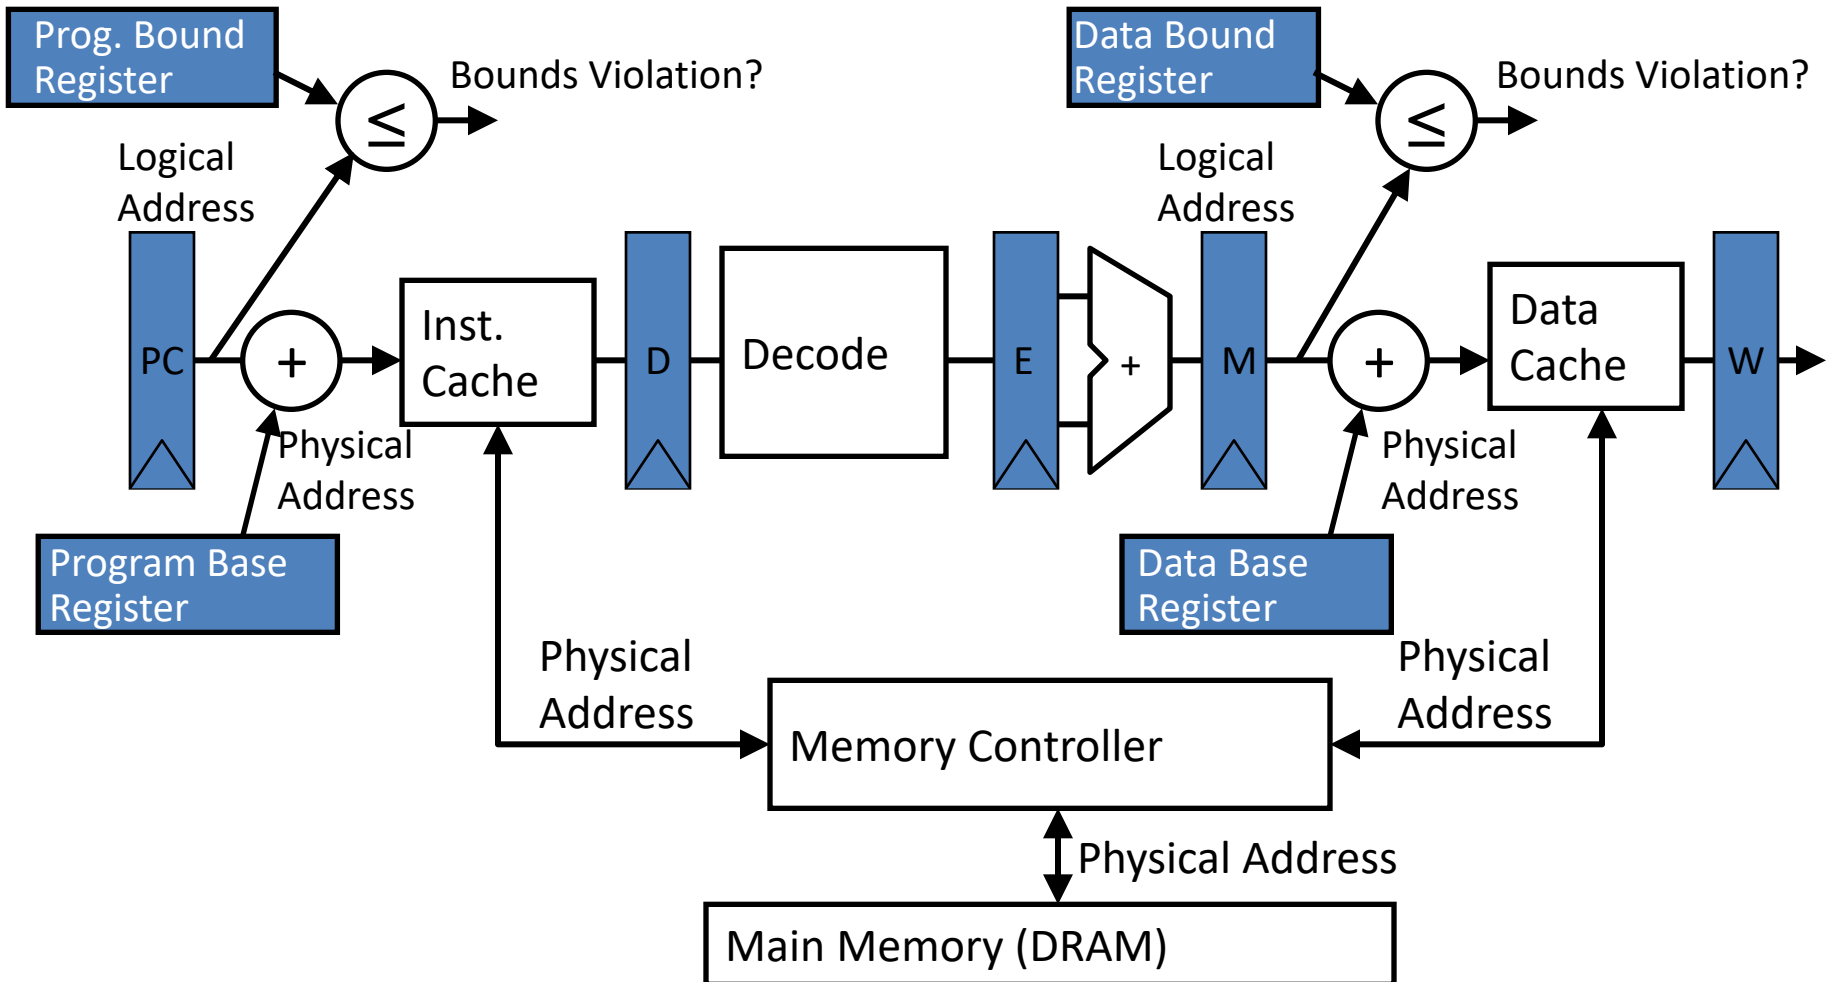 Prog. Bound
Register
Bounds Violation?
≤
Logical
Address
Data Bound
Register
Bounds Violation?
≤
Logical
Address
PC
+
Inst.
Cache
D
Decode
E
+
M
+
Data
Cache
W
Physical
Address
Physical
Address
Program Base
Register
Data Base
Register
Physical
Address
Physical
Address
Memory Controller
Physical Address
Main Memory (DRAM)